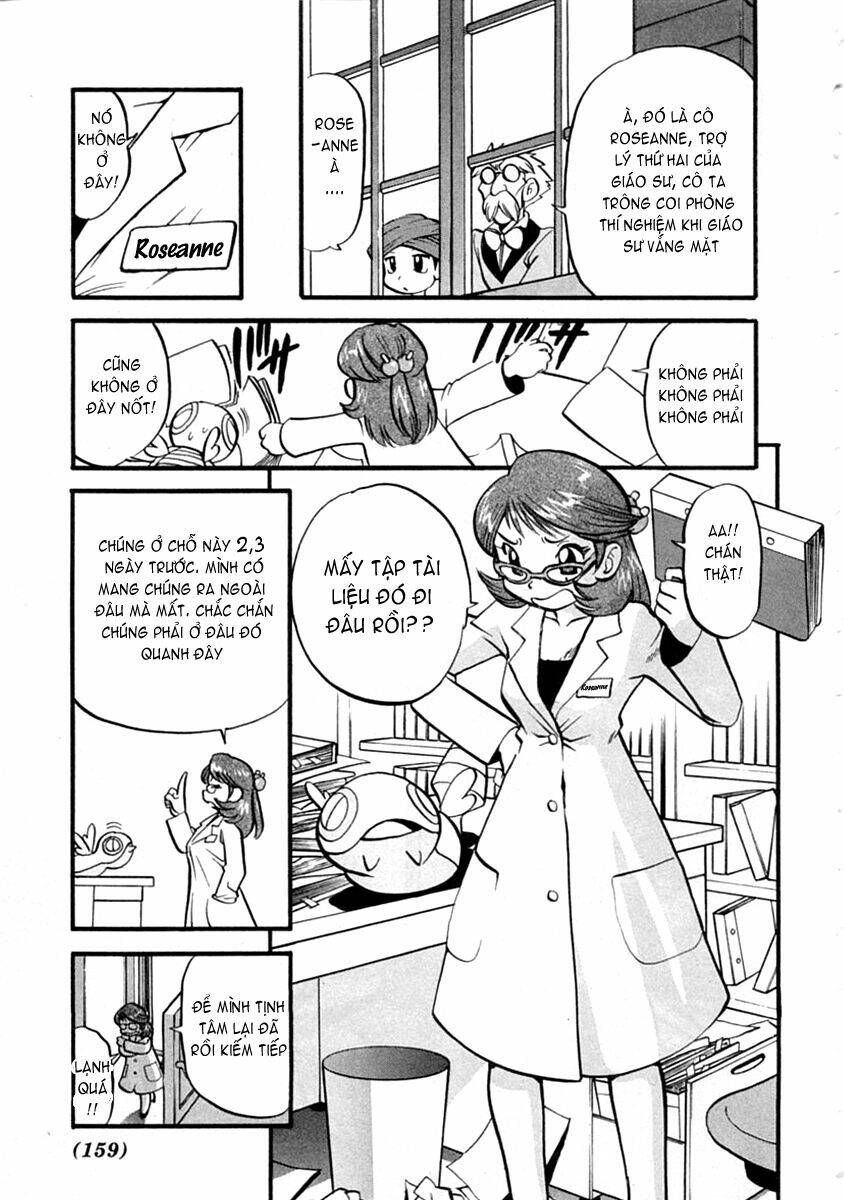 NÓ
KHÔNG
Ở
ĐÂY!
Roseanne
ROSE
-ANNE
À
....
À, ĐÓ LÀ CÔ
ROSEANNE, TRỢ
LÝ THỨ HAI CỦA
GIÁO SƯ, CÔ TA
TRÔNG COI PHÒNG
THÍ NGHIỆM KHI GIÁO
SƯ VẮNG MẶT
CŨNG
KHÔNG Ở
ĐÂY NỐT!
KHÔNG PHẢI
KHÔNG PHẢI
KHÔNG PHẢI
CHÚNG Ở CHỖ NÀY 2,3
NGÀY TRƯỚC. MÌNH CÓ
MANG CHÚNG RA NGOÀI
ĐÂU MÀ MẤT. CHẮC CHẮN
CHÚNG PHẢI Ở ĐÂU ĐÓ
QUANH ĐÂY
MẤY TẬP TÀI
LIỆU ĐÓ ĐI
ĐÂU RỒI??
AA!!
CHÁN
THẬT!
Roseanne
ĐỂ MÌNH TỊNH
TÂM LẠI ĐÃ
RỒI KIẾM TIẾP
LẠNH
QUÁ
!!
(159)